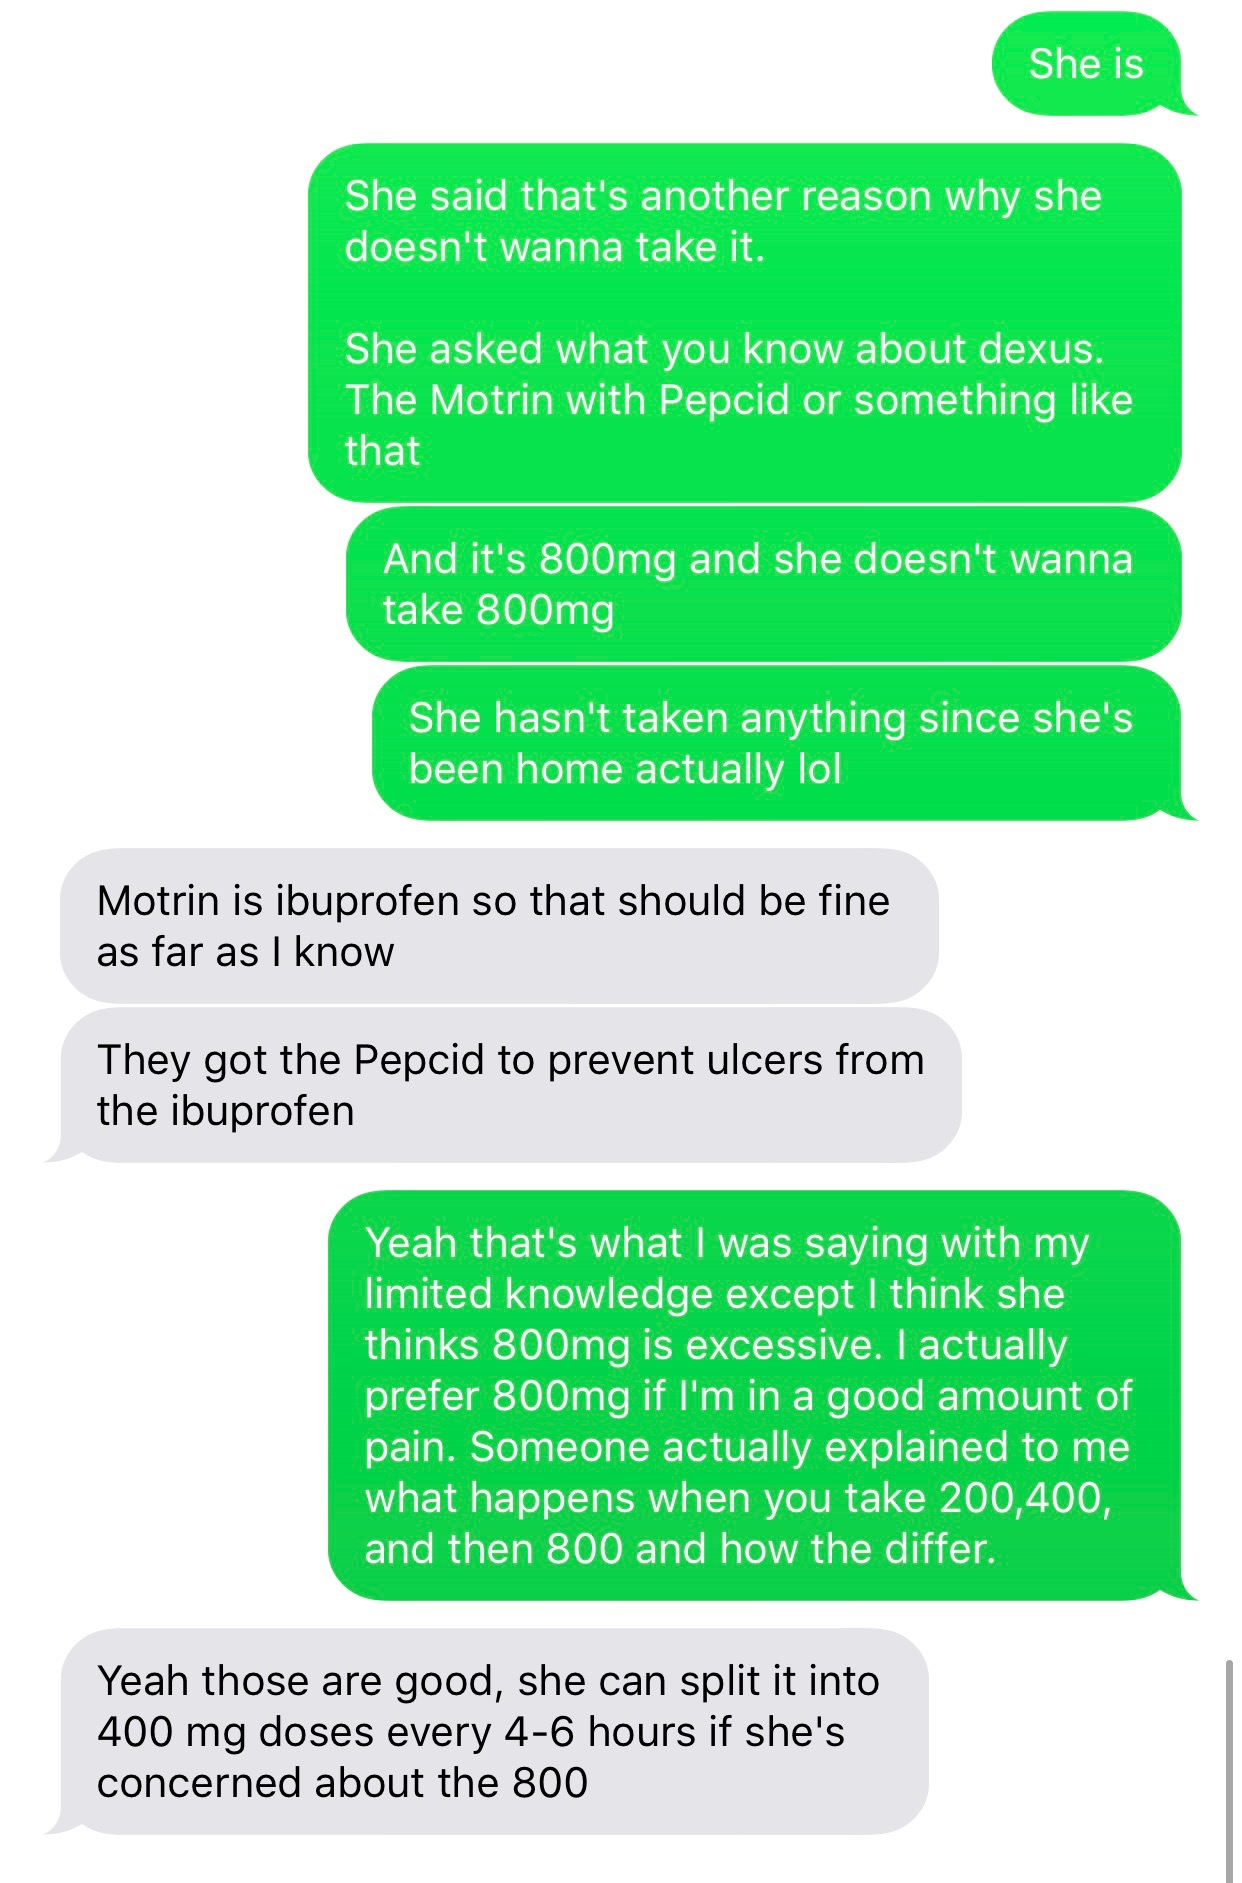 She is
She said that's another reason why she
doesn't wanna take it.
She asked what you know about dexus.
The Motrin with Pepcid or something like
that
And it's 800mg and she doesn't wanna
take 800mg
She hasn't taken anything since she's
been home actually lol
Motrin is ibuprofen so that should be fine
as far as I know
They got the Pepcid to prevent ulcers from
the ibuprofen
Yeah that's what I was saying with my
limited knowledge except I think she
thinks 800mg is excessive. I actually
prefer 800mg if I'm in a good amount of
pain. Someone actually explained to me
what happens when you take 200,400,
and then 800 and how the differ.
Yeah those are good, she can split it into
400 mg doses every 4-6 hours if she's
concerned about the 800